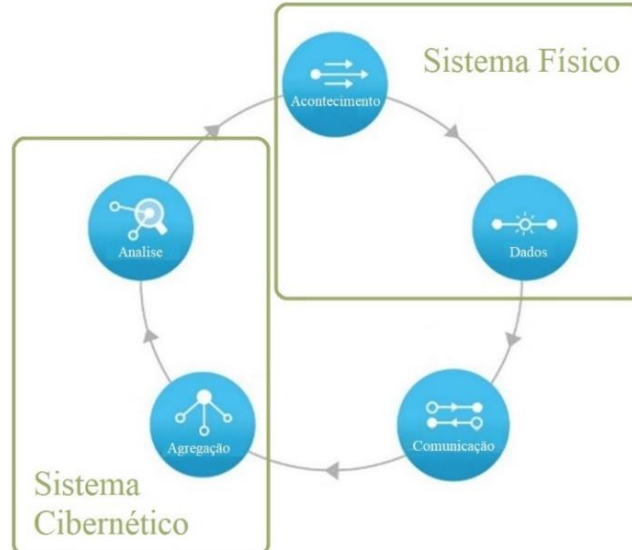 Sistema Físico
Acontecimento
Dados
Comunicação
Agregação
Analise
Sistema
Cibernético